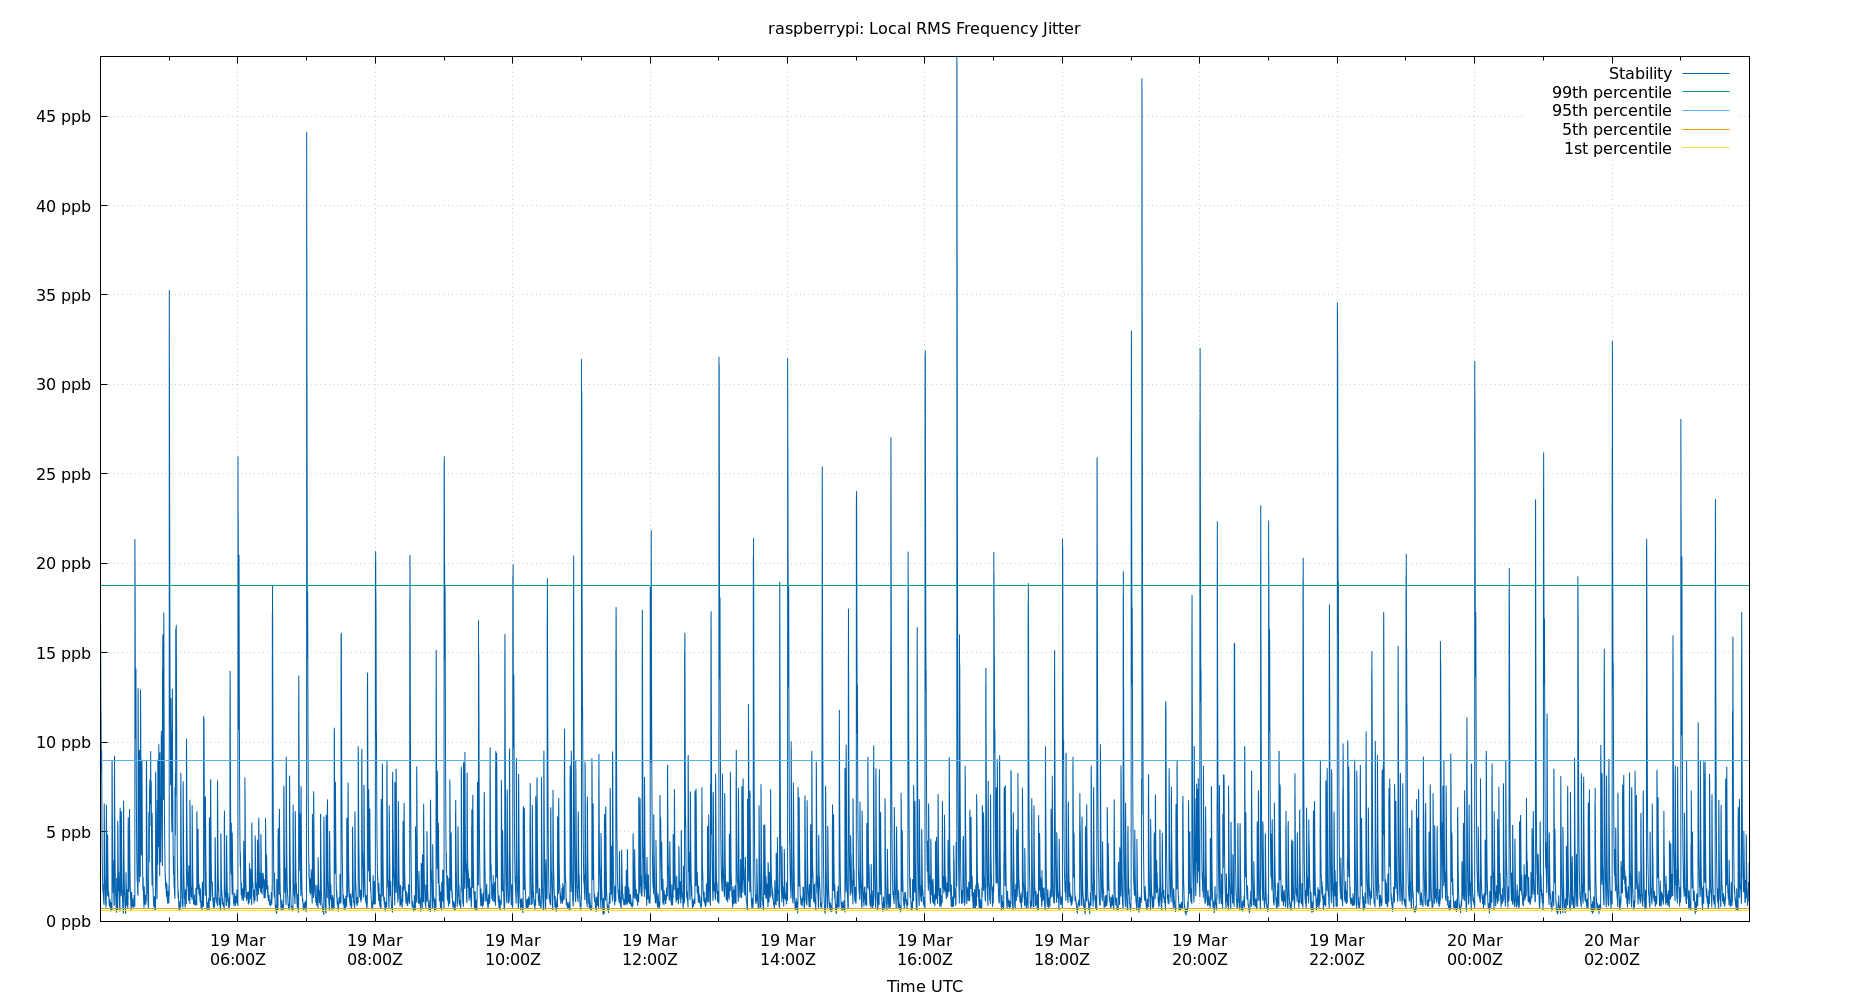 raspberrypi: Local RMS Frequency Jitter
Stability
99th percentile
95th percentile
5th percentile
1st percentile
45 ppb
40 ppb
35 ppb
30 ppb
25 ppb
20 ppb
15 ppb
10 ppb
5 ppb
0 ppb
19 Mar 19 Mar 19 Mar 19 Mar 19 Mar 19 Mar 19 Mar 19 Mar 19 Mar 20 Mar 20 Mar
06:00Z 08:00Z 10:00Z 12:00Z 14:00Z 16:00Z 18:00Z 20:00Z 22:00Z 00:00Z 02:00Z
Time UTC